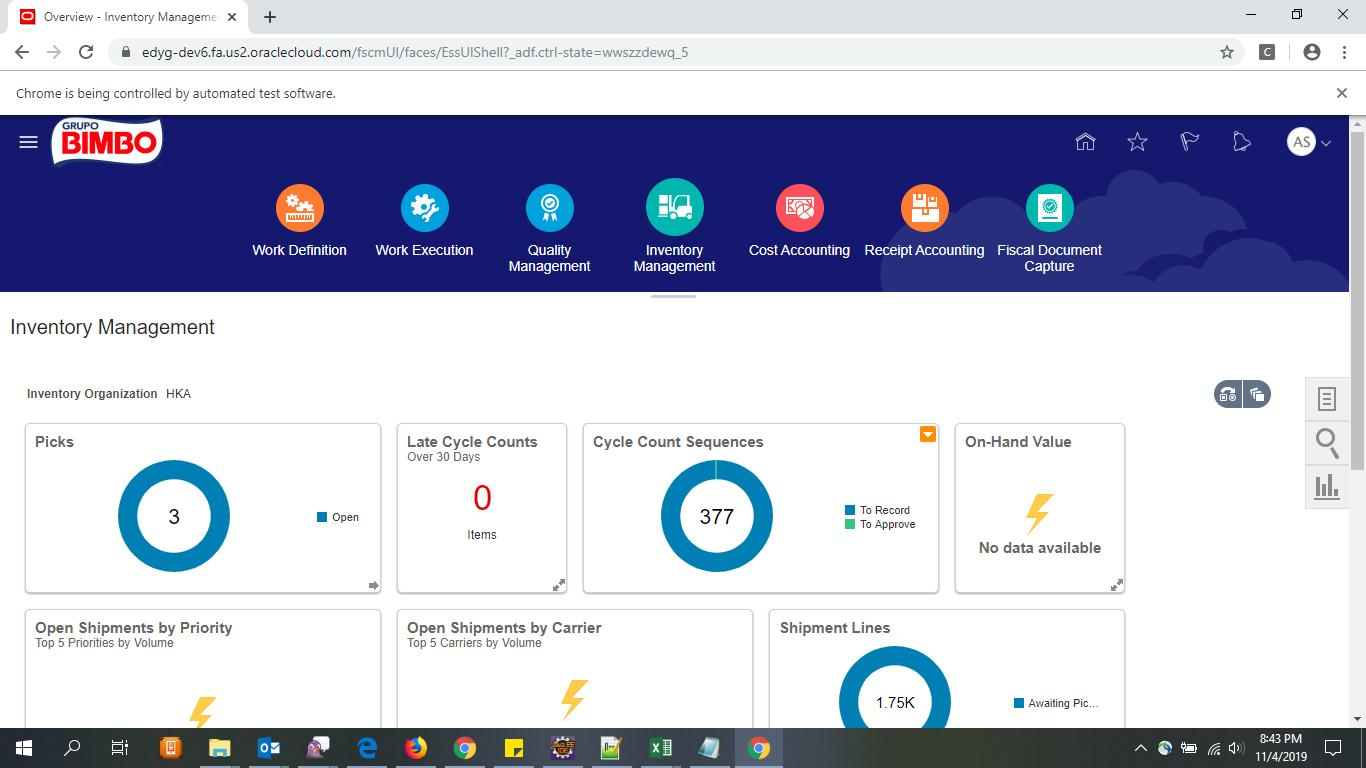 Overview - Inventory Manageme
edyg-dev6.fa.us2.oraclecloud.com/fscmUI/faces/EssUIShell?_adf.ctrl-state=wwszzdewq_5
C
Chrome is being controlled by automated test software.
GRUPO
BIMBO
AS
Work Definition
Work Execution
Quality
Management
Inventory
Management
Cost Accounting
Receipt Accounting
Fiscal Document
Capture
Inventory Management
Inventory Organization HKA
Picks
3
Open
Late Cycle Counts
Over 30 Days
0
Items
Cycle Count Sequences
377
To Record
To Approve
On-Hand Value
No data available
Open Shipments by Priority
Top 5 Priorities by Volume
Open Shipments by Carrier
Top 5 Carriers by Volume
Shipment Lines
1.75K
Awaiting Pic...
8:43 PM
11/4/2019